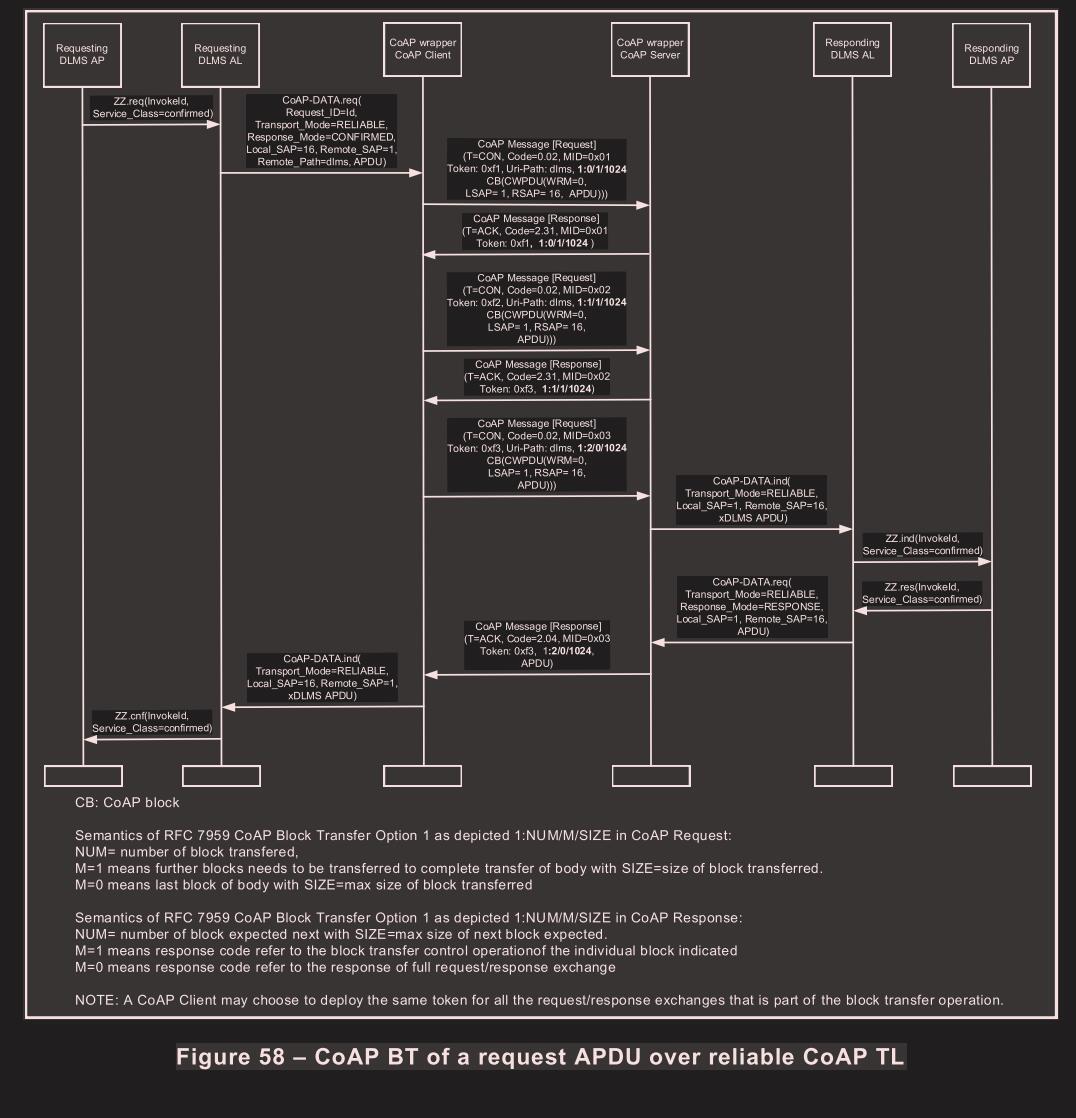 Requesting
DLMS AP
Requesting
DLMS AL
CoAP wrapper
CoAP Client
CoAP wrapper
CoAP Server
Responding
DLMS AL
Responding
DLMS AP
ZZ.req(InvokeId,
Service_Class=confirmed)
CoAP-DATA.req(
Request_ID=Id,
Transport_Mode=RELIABLE,
Response_Mode=CONFIRMED,
Local_SAP=16, Remote_SAP=1,
Remote_Path=dlms, APDU)
CoAP Message [Request]
(T=CON, Code=0.02, MID=0x01
Token: 0xf1, Uri-Path: dlms, 1:0/1/1024
CB(CWPDU(WRM=0,
LSAP= 1, RSAP= 16, APDU)))
CoAP Message [Response]
(T=ACK, Code=2.31, MID=0x01
Token: 0xf1, 1:0/1/1024 )
CoAP Message [Request]
(T=CON, Code=0.02, MID=0x02
Token: 0xf2, Uri-Path: dlms, 1:1/1/1024
CB(CWPDU(WRM=0,
LSAP= 1, RSAP= 16,
APDU)))
CoAP Message [Response]
(T=ACK, Code=2.31, MID=0x02
Token: 0xf3, 1:1/1/1024)
CoAP Message [Request]
(T=CON, Code=0.02, MID=0x03
Token: 0xf3, Uri-Path: dlms, 1:2/0/1024
CB(CWPDU(WRM=0,
LSAP= 1, RSAP= 16,
APDU)))
CoAP-DATA.ind(
Transport_Mode=RELIABLE,
Local_SAP=1, Remote_SAP=16,
xDLMS APDU)
ZZ.ind(InvokeId,
Service_Class=confirmed)
CoAP-DATA.req(
Transport_Mode=RELIABLE,
Response_Mode=RESPONSE,
Local_SAP=1, Remote_SAP=16,
APDU)
ZZ.res(InvokeId,
Service_Class=confirmed)
CoAP Message [Response]
(T=ACK, Code=2.04, MID=0x03
Token: 0xf3, 1:2/0/1024,
APDU)
CoAP-DATA.ind(
Transport_Mode=RELIABLE,
Local_SAP=16, Remote_SAP=1,
xDLMS APDU)
ZZ.cnf(InvokeId,
Service_Class=confirmed)
CB: CoAP block
Semantics of RFC 7959 CoAP Block Transfer Option 1 as depicted 1:NUM/M/SIZE in CoAP Request:
NUM= number of block transfered,
M=1 means further blocks needs to be transferred to complete transfer of body with SIZE=size of block transferred.
M=0 means last block of body with SIZE=max size of block transferred
Semantics of RFC 7959 CoAP Block Transfer Option 1 as depicted 1:NUM/M/SIZE in CoAP Response:
NUM= number of block expected next with SIZE=max size of next block expected.
M=1 means response code refer to the block transfer control operationof the individual block indicated
M=0 means response code refer to the response of full request/response exchange
NOTE: A CoAP Client may choose to deploy the same token for all the request/response exchanges that is part of the block transfer operation.
Figure 58 – CoAP BT of a request APDU over reliable CoAP TL